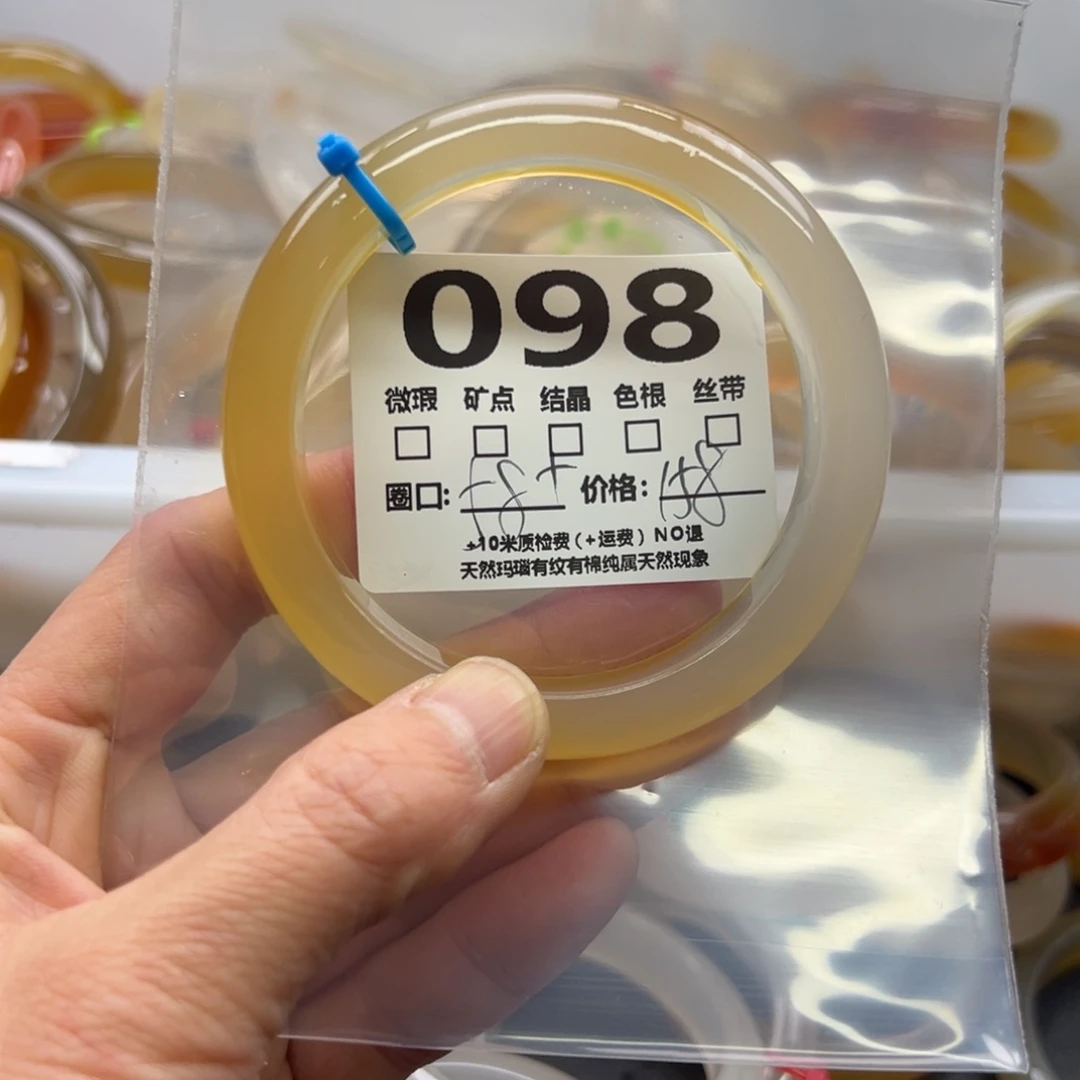 098
微瑕 矿点 结晶 色根 丝带
圈口: 58+ 价格: 158
+10米质检费(+运费)NO退
天然玛瑙有纹有棉纯属天然现象